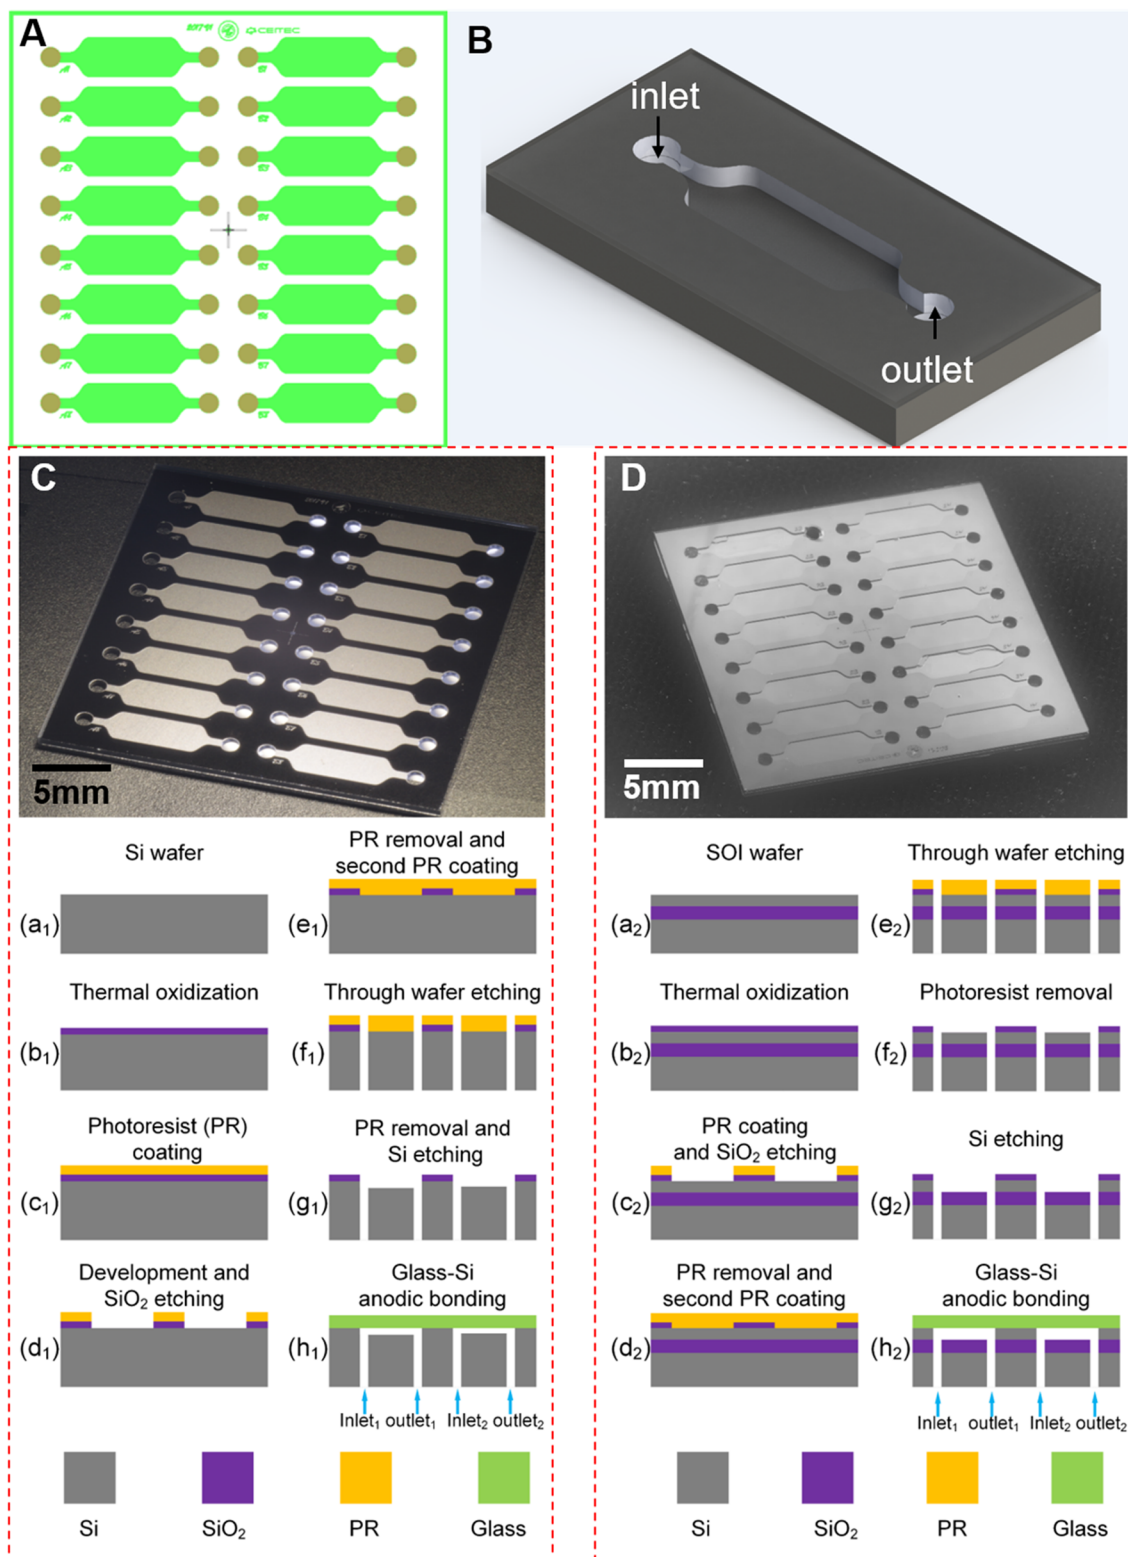 A
CEITEC
B
inlet
outlet
C
5mm
D
5mm
Si wafer
(a₁)
Thermal oxidization
(b₁)
Photoresist (PR)
coating
(c₁)
Development and
SiO₂ etching
(d₁)
PR removal and
second PR coating
(e₁)
Through wafer etching
(f₁)
PR removal and
Si etching
(g₁)
Glass-Si
anodic bonding
(h₁)
Inlet₁ outlet₁ Inlet₂ outlet₂
Si
SiO₂
PR
Glass
SOI wafer
(a₂)
Thermal oxidization
(b₂)
PR coating
and SiO₂ etching
(c₂)
PR removal and
second PR coating
(d₂)
Through wafer etching
(e₂)
Photoresist removal
(f₂)
Si etching
(g₂)
Glass-Si
anodic bonding
(h₂)
Inlet₁ outlet₁ Inlet₂ outlet₂
Si
SiO₂
PR
Glass